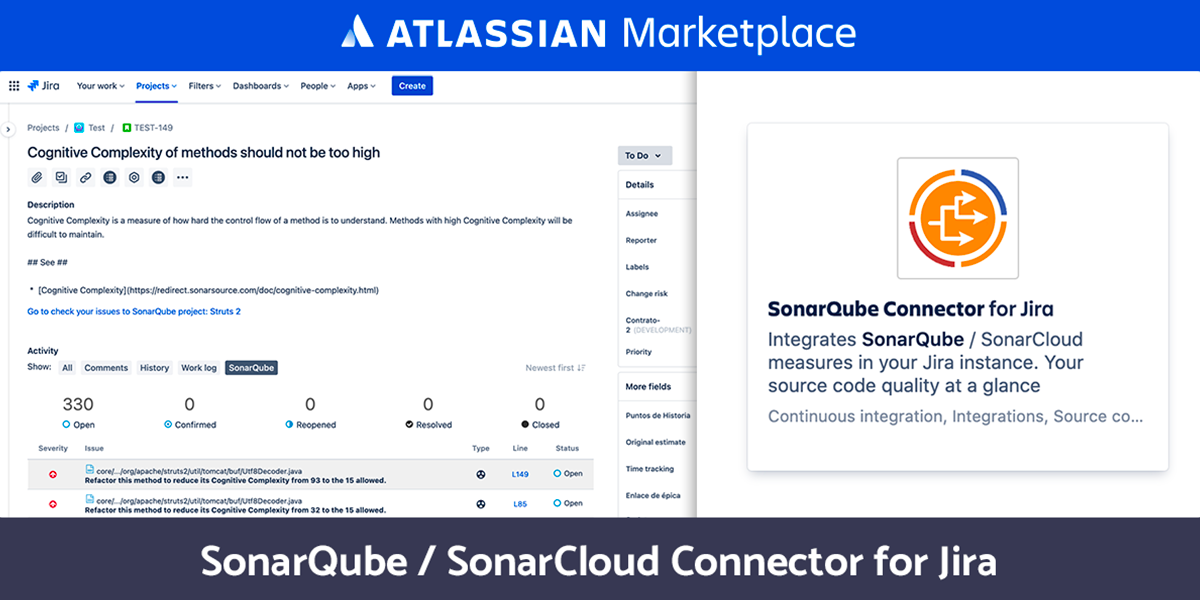 ATLASSIAN Marketplace
Jira Your work Projects Filters Dashboards People Apps Create
Projects / Test / TEST-149
Cognitive Complexity of methods should not be too high
Description
Cognitive Complexity is a measure of how hard the control flow of a method is to understand. Methods with high Cognitive Complexity will be
difficult to maintain.
## See ##
* [Cognitive Complexity](https://redirect.sonarsource.com/doc/cognitive-complexity.html)
Go to check your issues to SonarQube project: Struts 2
Activity
Show: All Comments History Work log SonarQube Newest first
330 0 0 0 0
Open Confirmed Reopened Resolved Closed
Severity Issue Type Line Status
core/.../org/apache/struts2/util/tomcat/buf/Utf8Decoder.java
Refactor this method to reduce its Cognitive Complexity from 93 to the 15 allowed. L149 Open
core/.../org/apache/struts2/util/tomcat/buf/Utf8Decoder.java
Refactor this method to reduce its Cognitive Complexity from 32 to the 15 allowed. L85 Open
To Do
Details
Assignee
Reporter
Labels
Change risk
Contrato-
2 (DEVELOPMENT)
Priority
More fields
Puntos de Historia
Original estimate
Time tracking
Enlace de épica
SonarQube Connector for Jira
Integrates SonarQube / SonarCloud
measures in your Jira instance. Your
source code quality at a glance
Continuous integration, Integrations, Source co...
SonarQube / SonarCloud Connector for Jira